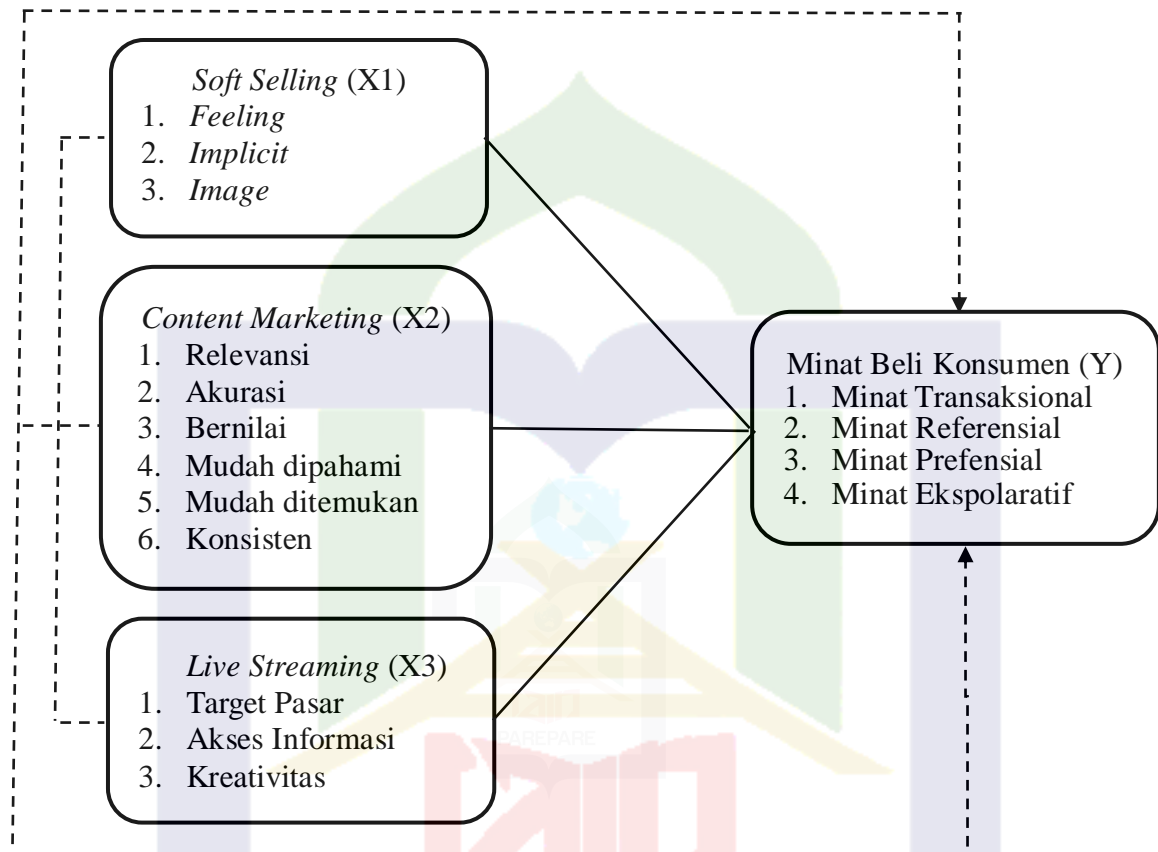 Soft Selling (X1)
1. Feeling
2. Implicit
3. Image
Content Marketing (X2)
1. Relevansi
2. Akurasi
3. Bernilai
4. Mudah dipahami
5. Mudah ditemukan
6. Konsisten
Live Streaming (X3)
1. Target Pasar
2. Akses Informasi
3. Kreativitas
Minat Beli Konsumen (Y)
1. Minat Transaksional
2. Minat Referensial
3. Minat Prefensial
4. Minat Ekspolaratif
PAREPARE